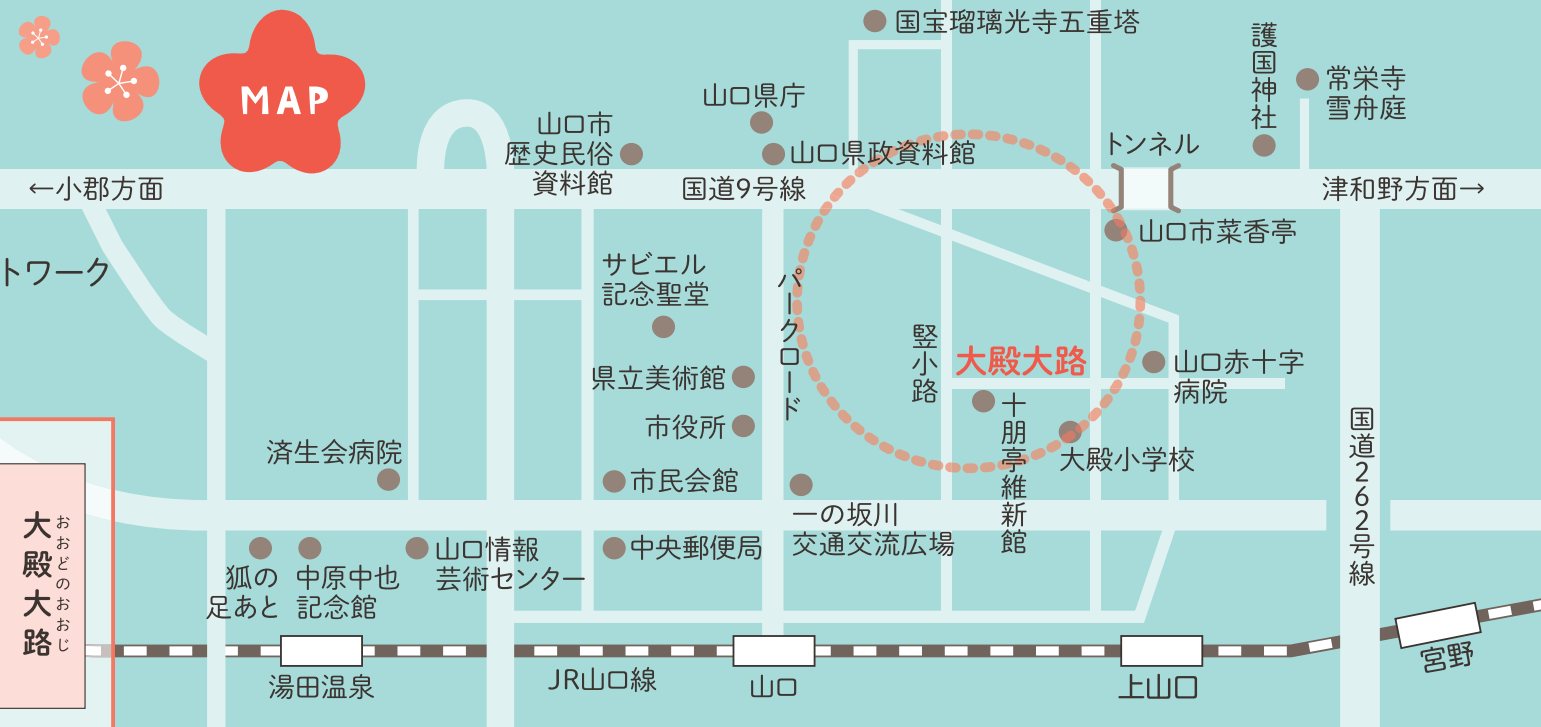 MAP
国宝瑠璃光寺五重塔
護国神社
常栄寺
雪舟庭
山口県庁
山口市
歴史民俗
資料館
山口県政資料館
トンネル
←小郡方面
国道9号線
津和野方面→
山口市菜香亭
トワーク
サビエル
記念聖堂
パークロード
竪小路
大殿大路
山口赤十字
病院
県立美術館
十朋亭維新館
市役所
大殿小学校
国道262号線
済生会病院
市民会館
一の坂川
交通交流広場
大殿大路
おおどのおおじ
狐の
足あと
中原中也
記念館
山口情報
芸術センター
中央郵便局
湯田温泉
JR山口線
山口
上山口
宮野